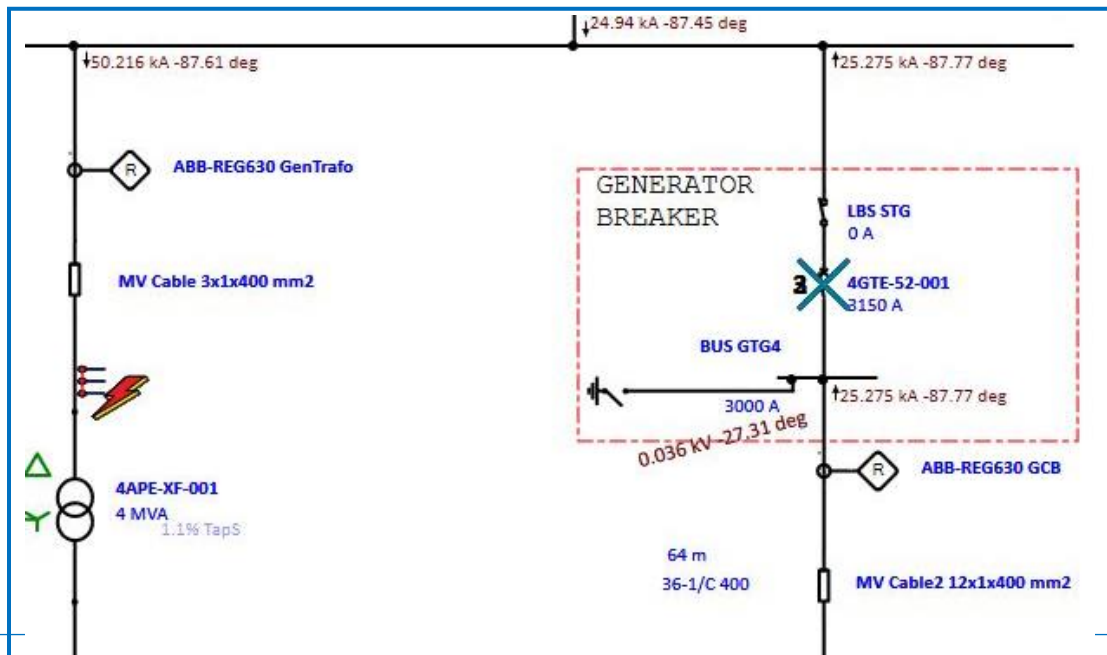 24.94 kA -87.45 deg
50.216 kA -87.61 deg
25.275 kA -87.77 deg
R
ABB-REG630 GenTrafo
GENERATOR
BREAKER
LBS STG
0 A
MV Cable 3x1x400 mm2
4GTE-52-001
3150 A
BUS GTG4
3000 A
25.275 kA -87.77 deg
0.036 kV -27.31 deg
R
ABB-REG630 GCB
4APE-XF-001
4 MVA
1.1% TapS
64 m
36-1/C 400
MV Cable2 12x1x400 mm2